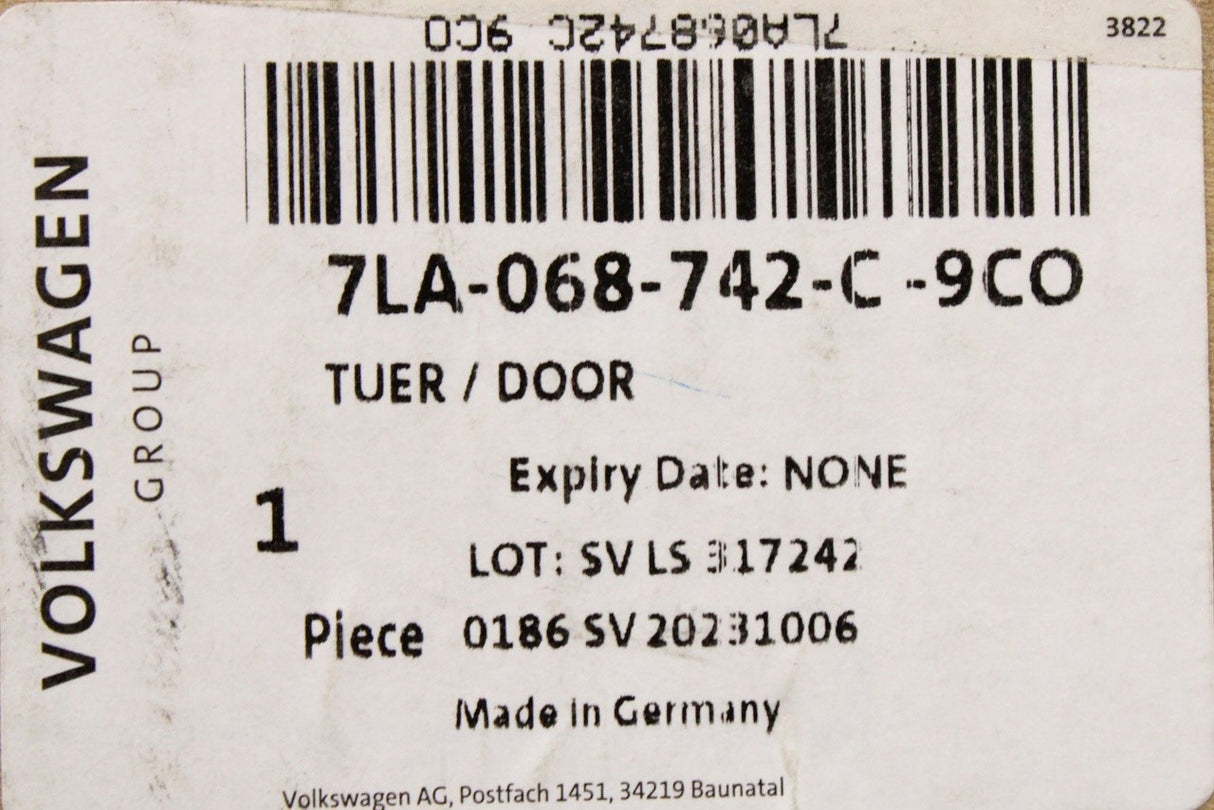 7LA068742C 9CO
3822
7LA-068-742-C -9CO
TUER / DOOR
Expiry Date: NONE
1
LOT: SV LS 317242
Piece 0186 SV 20231006
Made in Germany
Volkswagen AG, Postfach 1451, 34219 Baunatal
VOLKSWAGEN
GROUP